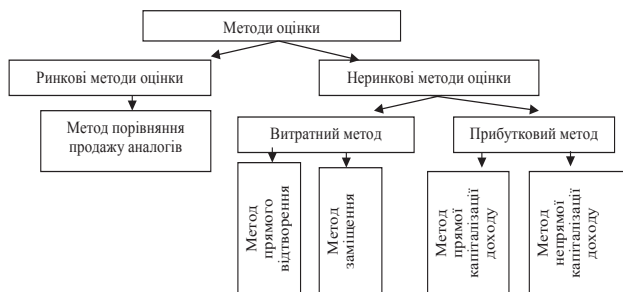 Методи оцінки
Ринкові методи оцінки
Неринкові методи оцінки
Метод порівняння
продажу аналогів
Витратний метод
Прибутковий метод
Метод
прямого
відтворення
Метод
заміщення
Метод
прямої
капіталізації
доходу
Метод
непрямої
капіталізації
доходу